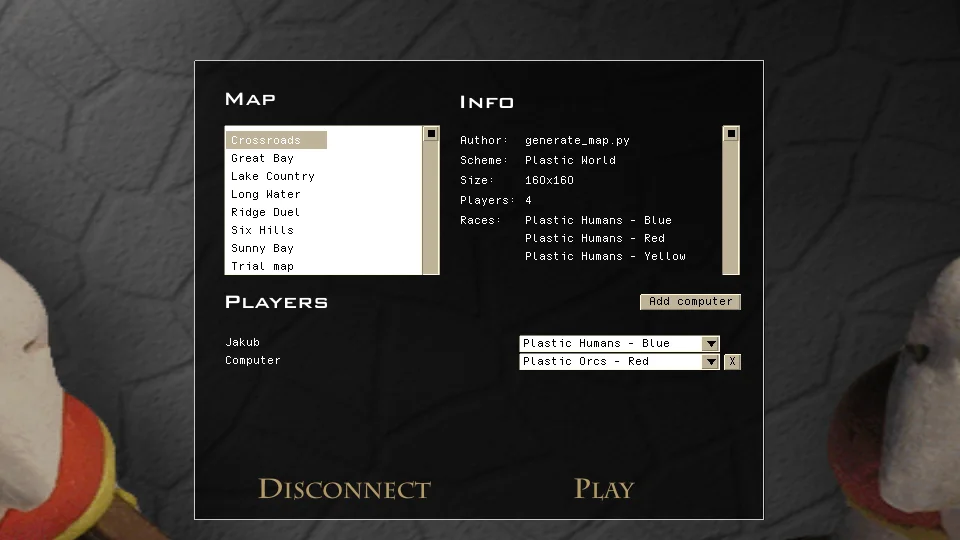 Map
Crossroads
Great Bay
Lake Country
Long Water
Ridge Duel
Six Hills
Sunny Bay
Trial map
Info
Author: generate_map.py
Scheme: Plastic World
Size: 160x160
Players: 4
Races: Plastic Humans - Blue
Plastic Humans - Red
Plastic Humans - Yellow
Players
Add computer
Jakub Plastic Humans - Blue
Computer Plastic Orcs - Red X
Disconnect Play